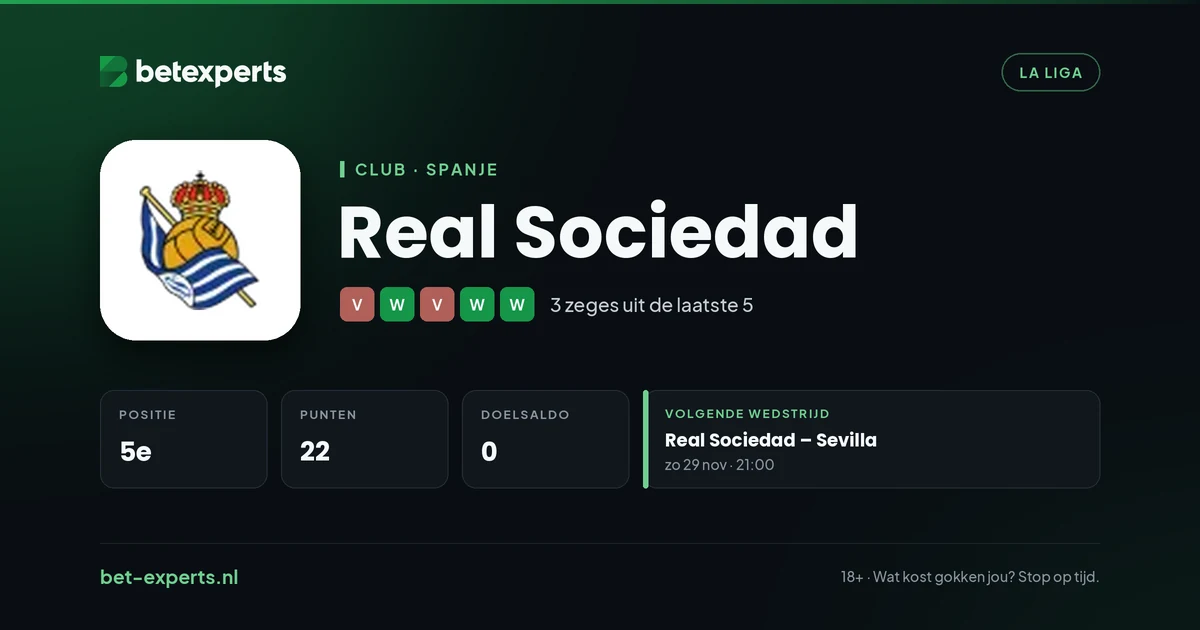 betexperts
LA LIGA
CLUB · SPANJE
Real Sociedad
V W V W W 3 zeges uit de laatste 5
POSITIE
5e
PUNTEN
22
DOELSALDO
0
VOLGENDE WEDSTRIJD
Real Sociedad – Sevilla
zo 29 nov · 21:00
bet-experts.nl
18+ · Wat kost gokken jou? Stop op tijd.